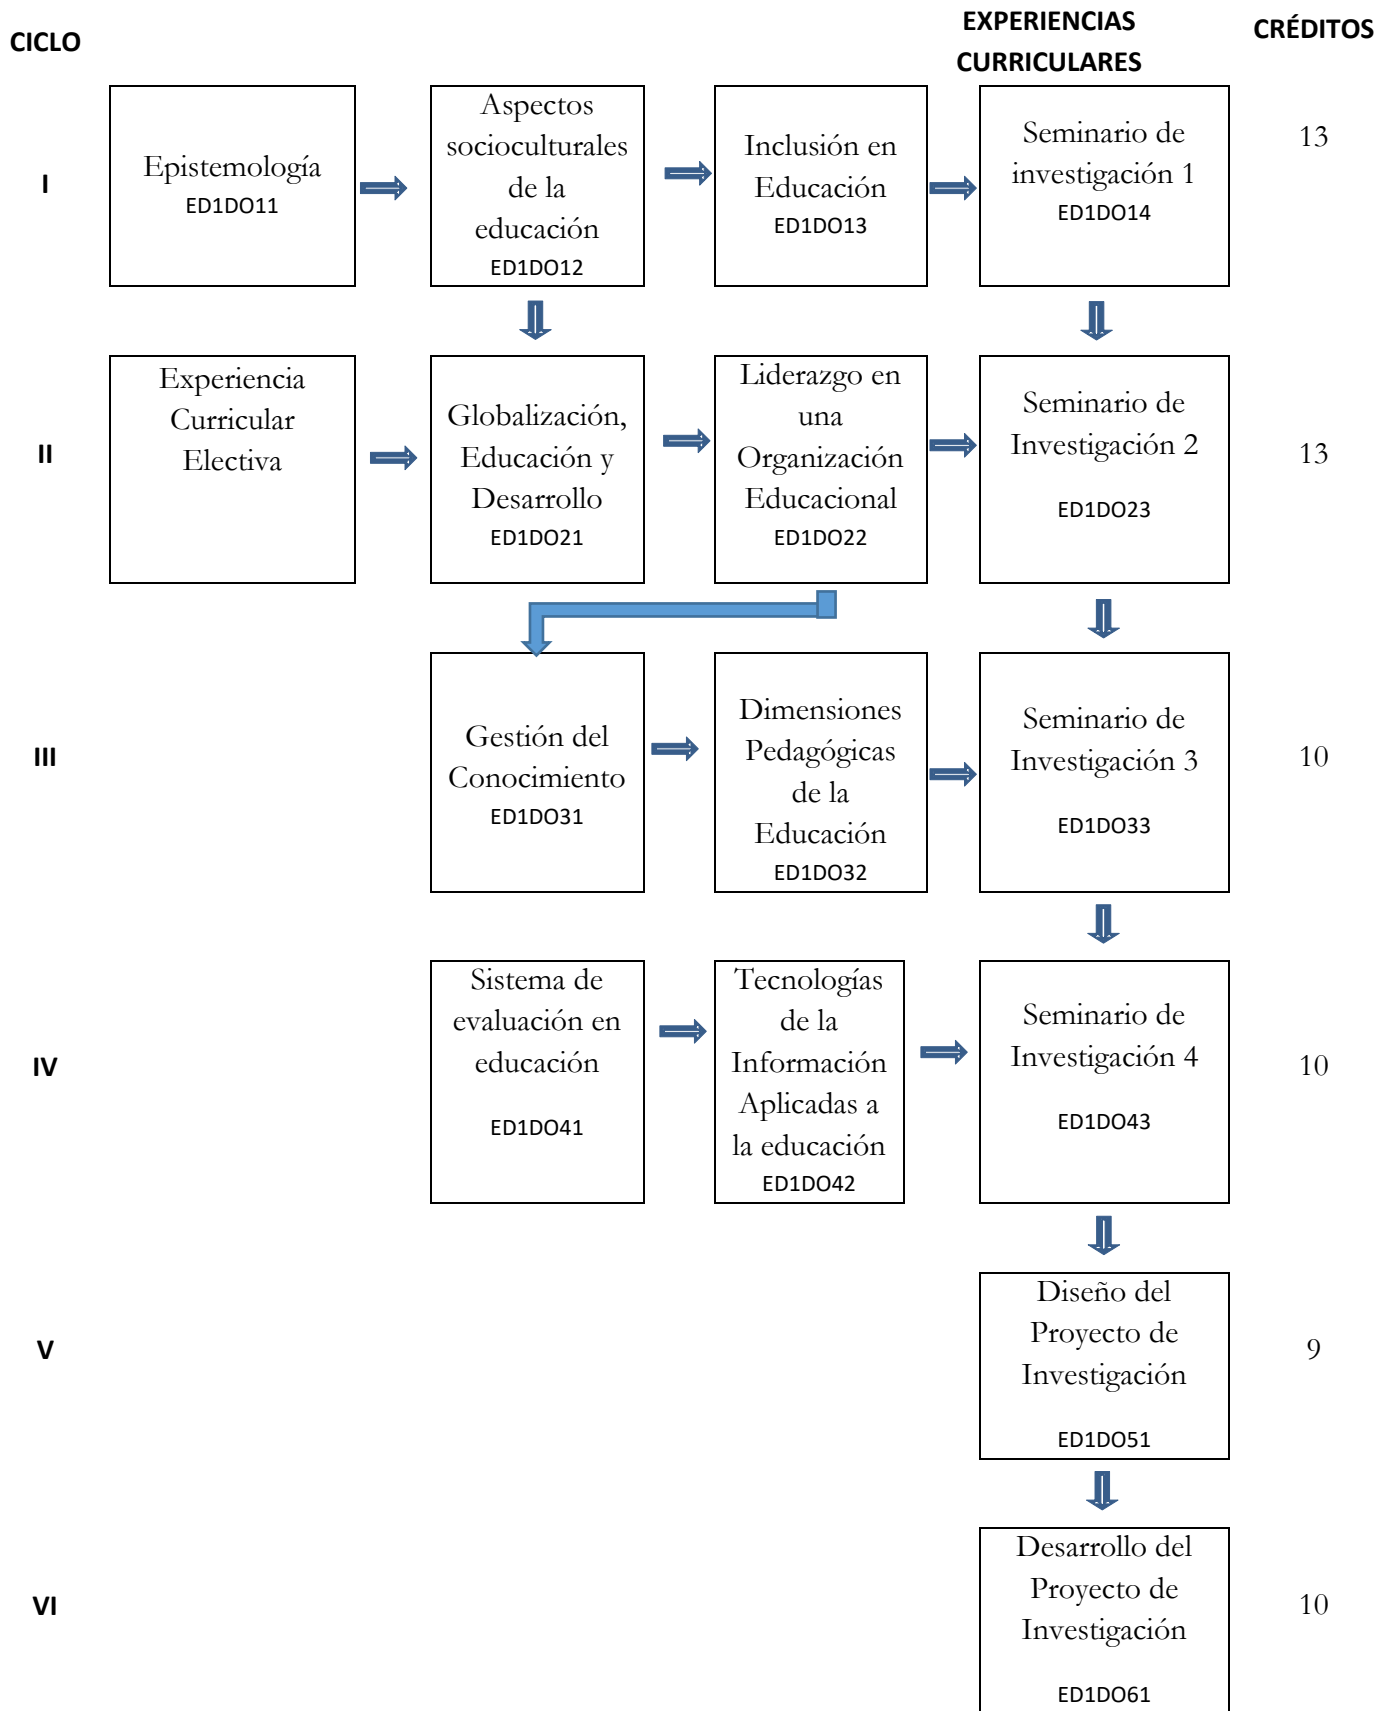 CICLO
EXPERIENCIAS
CURRICULARES
CRÉDITOS
I
Epistemología
ED1DO11
Aspectos
socioculturales
de la
educación
ED1DO12
Inclusión en
Educación
ED1DO13
Seminario de
investigación 1
ED1DO14
13
II
Experiencia
Curricular
Electiva
Globalización,
Educación y
Desarrollo
ED1DO21
Liderazgo en
una
Organización
Educacional
ED1DO22
Seminario de
Investigación 2
ED1DO23
13
III
Gestión del
Conocimiento
ED1DO31
Dimensiones
Pedagógicas
de la
Educación
ED1DO32
Seminario de
Investigación 3
ED1DO33
10
IV
Sistema de
evaluación en
educación
ED1DO41
Tecnologías
de la
Información
Aplicadas a
la educación
ED1DO42
Seminario de
Investigación 4
ED1DO43
10
V
Diseño del
Proyecto de
Investigación
ED1DO51
9
VI
Desarrollo del
Proyecto de
Investigación
ED1DO61
10